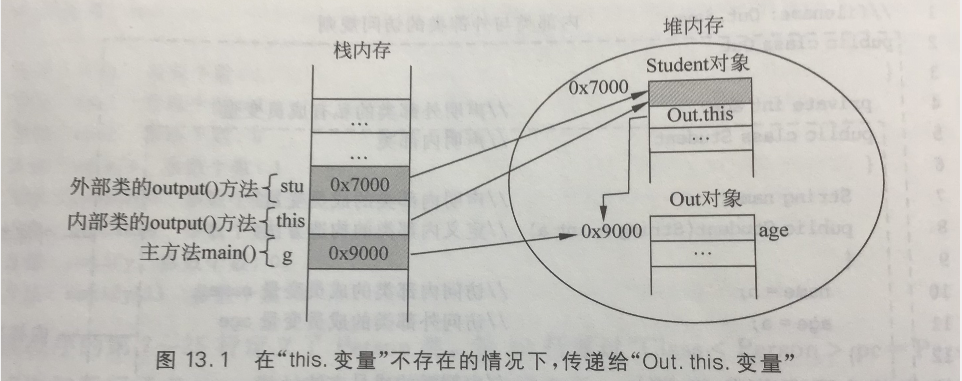 堆内存
栈内存
Student对象
0x7000
Out.this
...
...
...
外部类的output()方法 stu 0x7000
内部类的output()方法 this
Out对象
主方法main() g 0x9000
0x9000
age
...
图 13.1 在“this.变量”不存在的情况下,传递给“Out.this.变量”